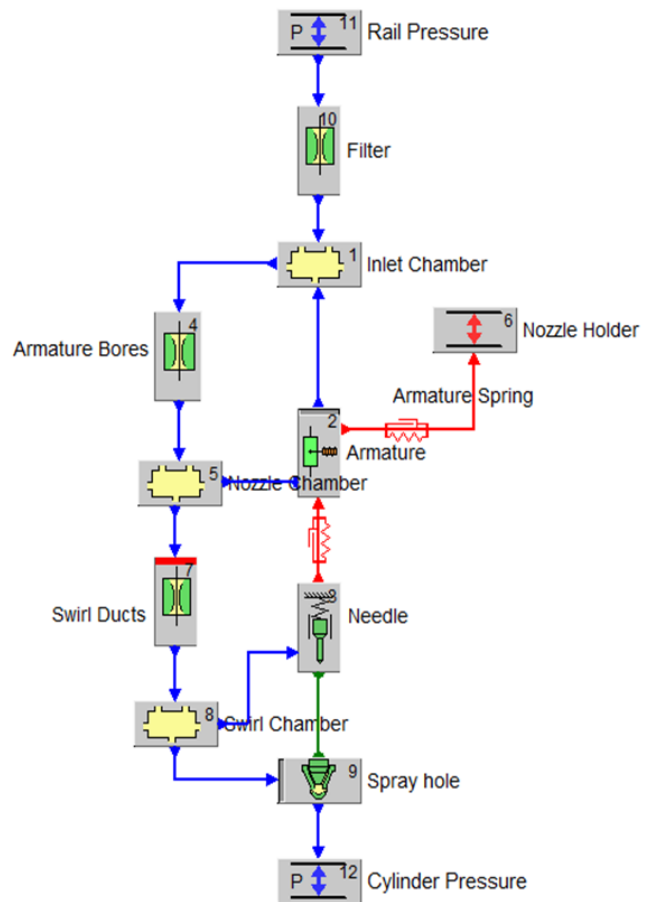 P 11 Rail Pressure
10
Filter
1 Inlet Chamber
4
Armature Bores
6 Nozzle Holder
Armature Spring
2
Armature
5 Nozzle Chamber
7
Swirl Ducts
3
Needle
8 Swirl Chamber
9 Spray hole
P 12 Cylinder Pressure